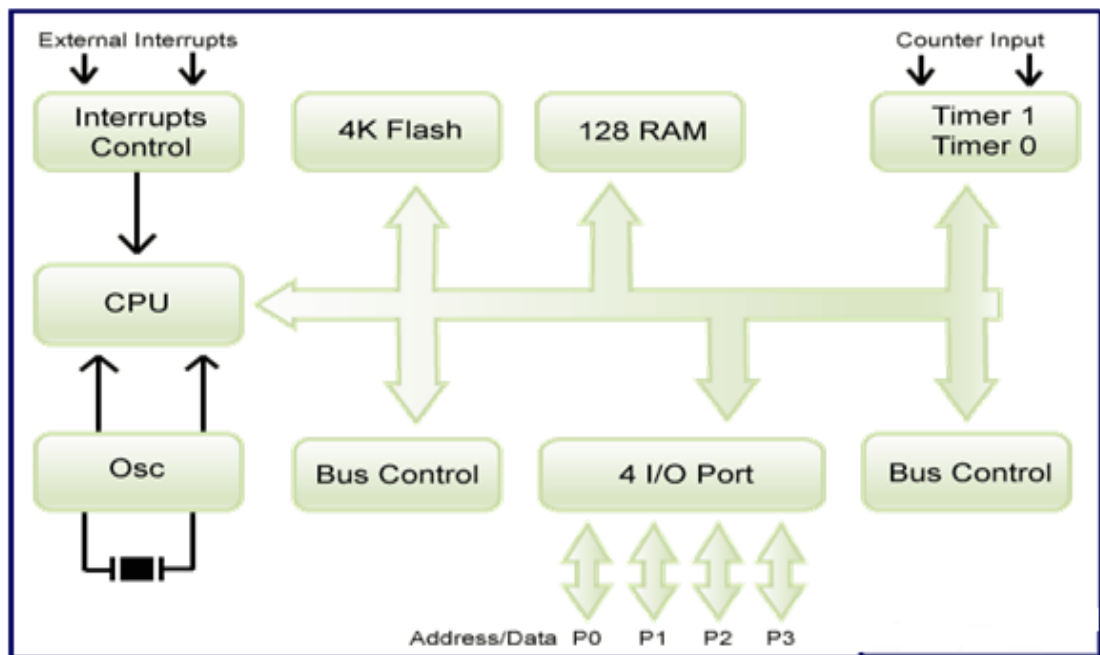 External Interrupts
Counter Input
Interrupts
Control
4K Flash
128 RAM
Timer 1
Timer 0
CPU
Osc
Bus Control
4 I/O Port
Bus Control
Address/Data P0 P1 P2 P3